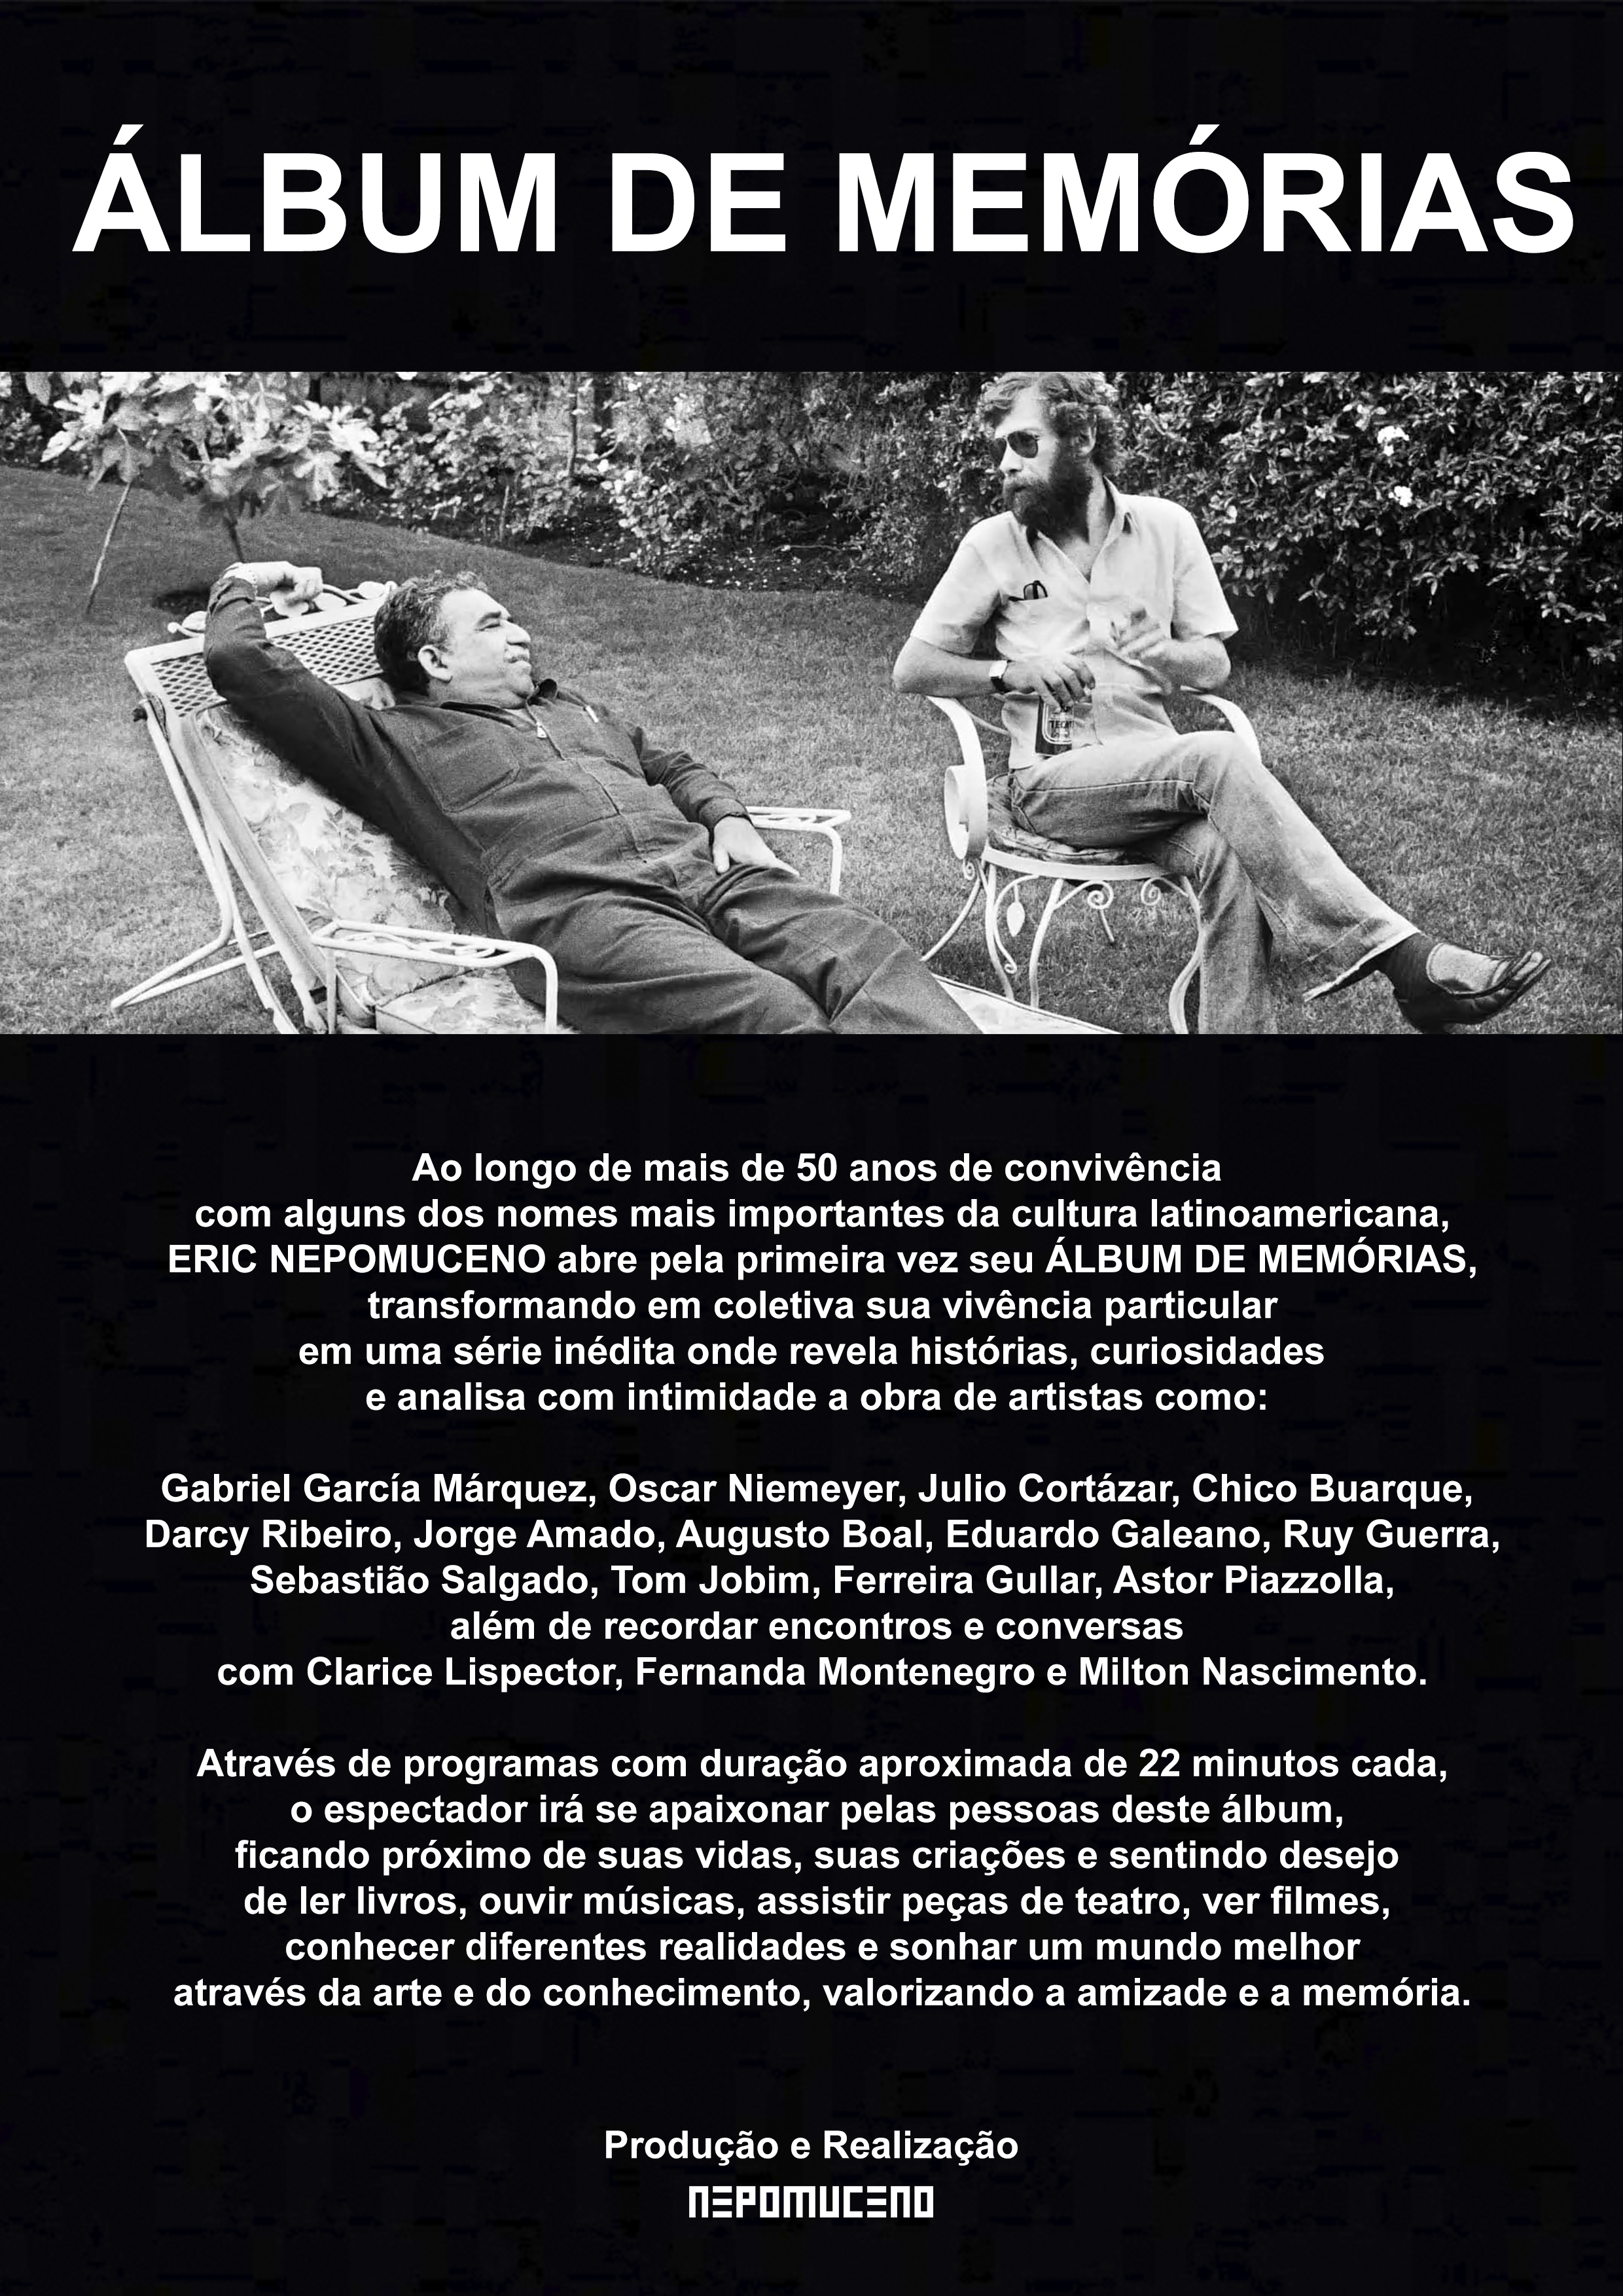 ÁLBUM DE MEMÓRIAS
TECAT
Ao longo de mais de 50 anos de convivência
com alguns dos nomes mais importantes da cultura latinoamericana,
ERIC NEPOMUCENO abre pela primeira vez seu ÁLBUM DE MEMÓRIAS,
transformando em coletiva sua vivência particular
em uma série inédita onde revela histórias, curiosidades
e analisa com intimidade a obra de artistas como:
Gabriel García Márquez, Oscar Niemeyer, Julio Cortázar, Chico Buarque,
Darcy Ribeiro, Jorge Amado, Augusto Boal, Eduardo Galeano, Ruy Guerra,
Sebastião Salgado, Tom Jobim, Ferreira Gullar, Astor Piazzolla,
além de recordar encontros e conversas
com Clarice Lispector, Fernanda Montenegro e Milton Nascimento.
Através de programas com duração aproximada de 22 minutos cada,
o espectador irá se apaixonar pelas pessoas deste álbum,
ficando próximo de suas vidas, suas criações e sentindo desejo
de ler livros, ouvir músicas, assistir peças de teatro, ver filmes,
conhecer diferentes realidades e sonhar um mundo melhor
através da arte e do conhecimento, valorizando a amizade e a memória.
Produção e Realização
NEPOMUCENO